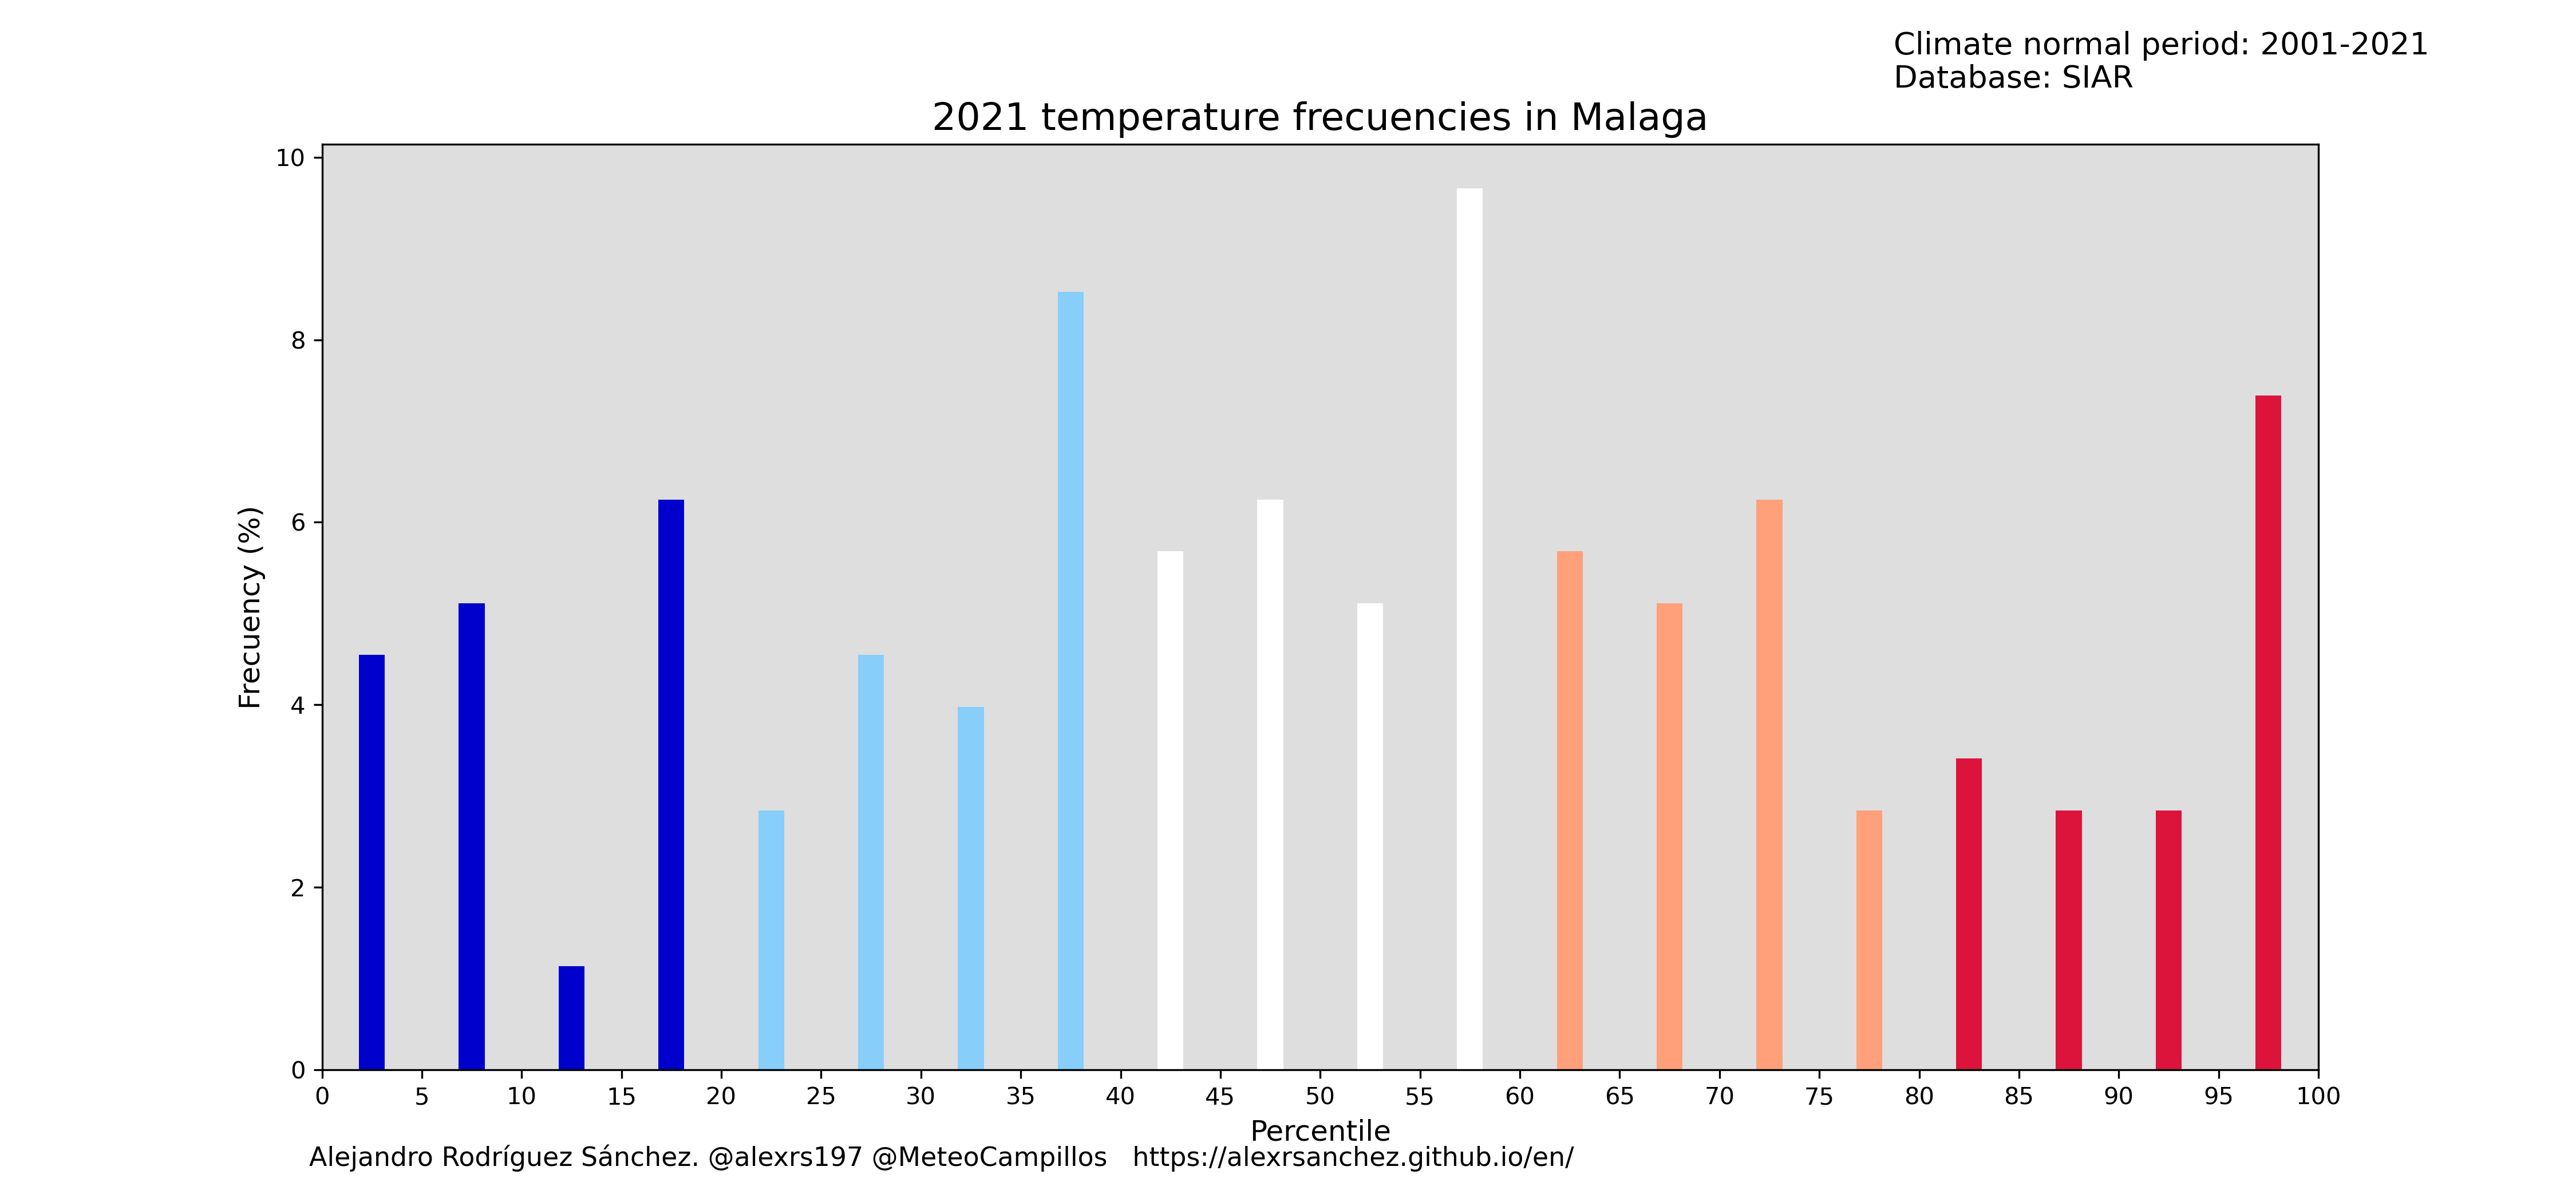 Climate normal period: 2001-2021
Database: SIAR
2021 temperature frecuencies in Malaga
10
8
6
4
2
0
Frecuency (%)
0 5 10 15 20 25 30 35 40 45 50 55 60 65 70 75 80 85 90 95 100
Percentile
Alejandro Rodríguez Sánchez. @alexrs197 @MeteoCampillos https://alexrsanchez.github.io/en/